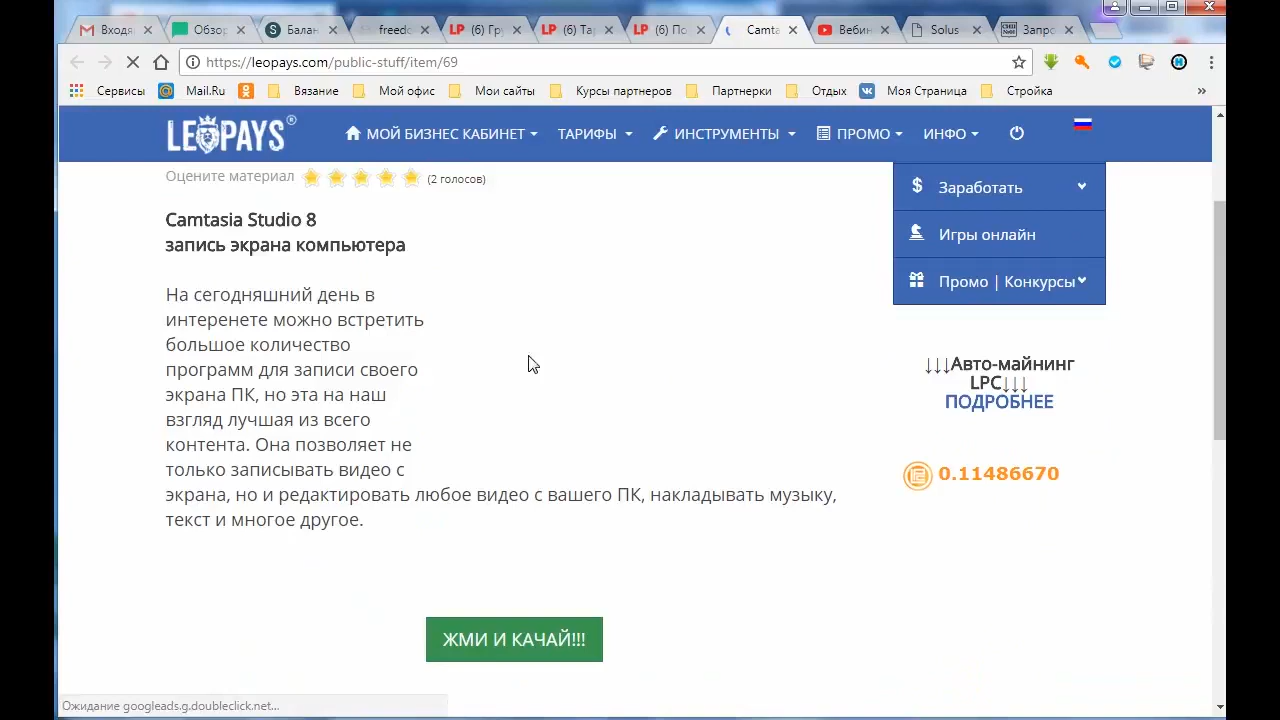 Входя
Обзор
Балан
freed
(6) Гр
(6) Та
(6) По
Camta
Вебин
Solus
Запро
https://leopays.com/public-stuff/item/69
Сервисы
Mail.Ru
Вязание
Мой офис
Мои сайты
Курсы партнеров
Партнерки
Отдых
Моя Страница
Стройка
»
LEOPAYS®
МОЙ БИЗНЕС КАБИНЕТ
ТАРИФЫ
ИНСТРУМЕНТЫ
ПРОМО
ИНФО
Оцените материал
(2 голосов)
Camtasia Studio 8
запись экрана компьютера
На сегодняшний день в
интеренете можно встретить
большое количество
программ для записи своего
экрана ПК, но эта на наш
взгляд лучшая из всего
контента. Она позволяет не
только записывать видео с
экрана, но и редактировать любое видео с вашего ПК, накладывать музыку,
текст и многое другое.
ЖМИ И КАЧАЙ!!!
$ Заработать
Игры онлайн
Промо | Конкурсы
↓↓↓Авто-майнинг
LPC↓↓↓
ПОДРОБНЕЕ
0.11486670
Ожидание googleads.g.doubleclick.net...